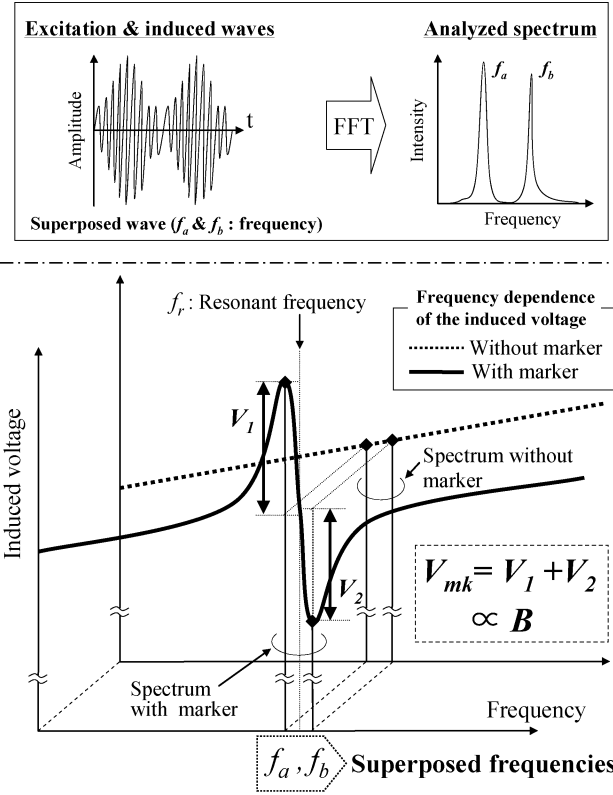 Excitation & induced waves
Amplitude
t
Superposed wave (fa & fb : frequency)
FFT
Analyzed spectrum
fa
fb
Intensity
Frequency
fr : Resonant frequency
Frequency dependence
of the induced voltage
Without marker
With marker
Induced voltage
V1
V2
Spectrum without
marker
Vmk = V1 + V2
∝ B
Spectrum
with marker
Frequency
fa , fb
Superposed frequencies